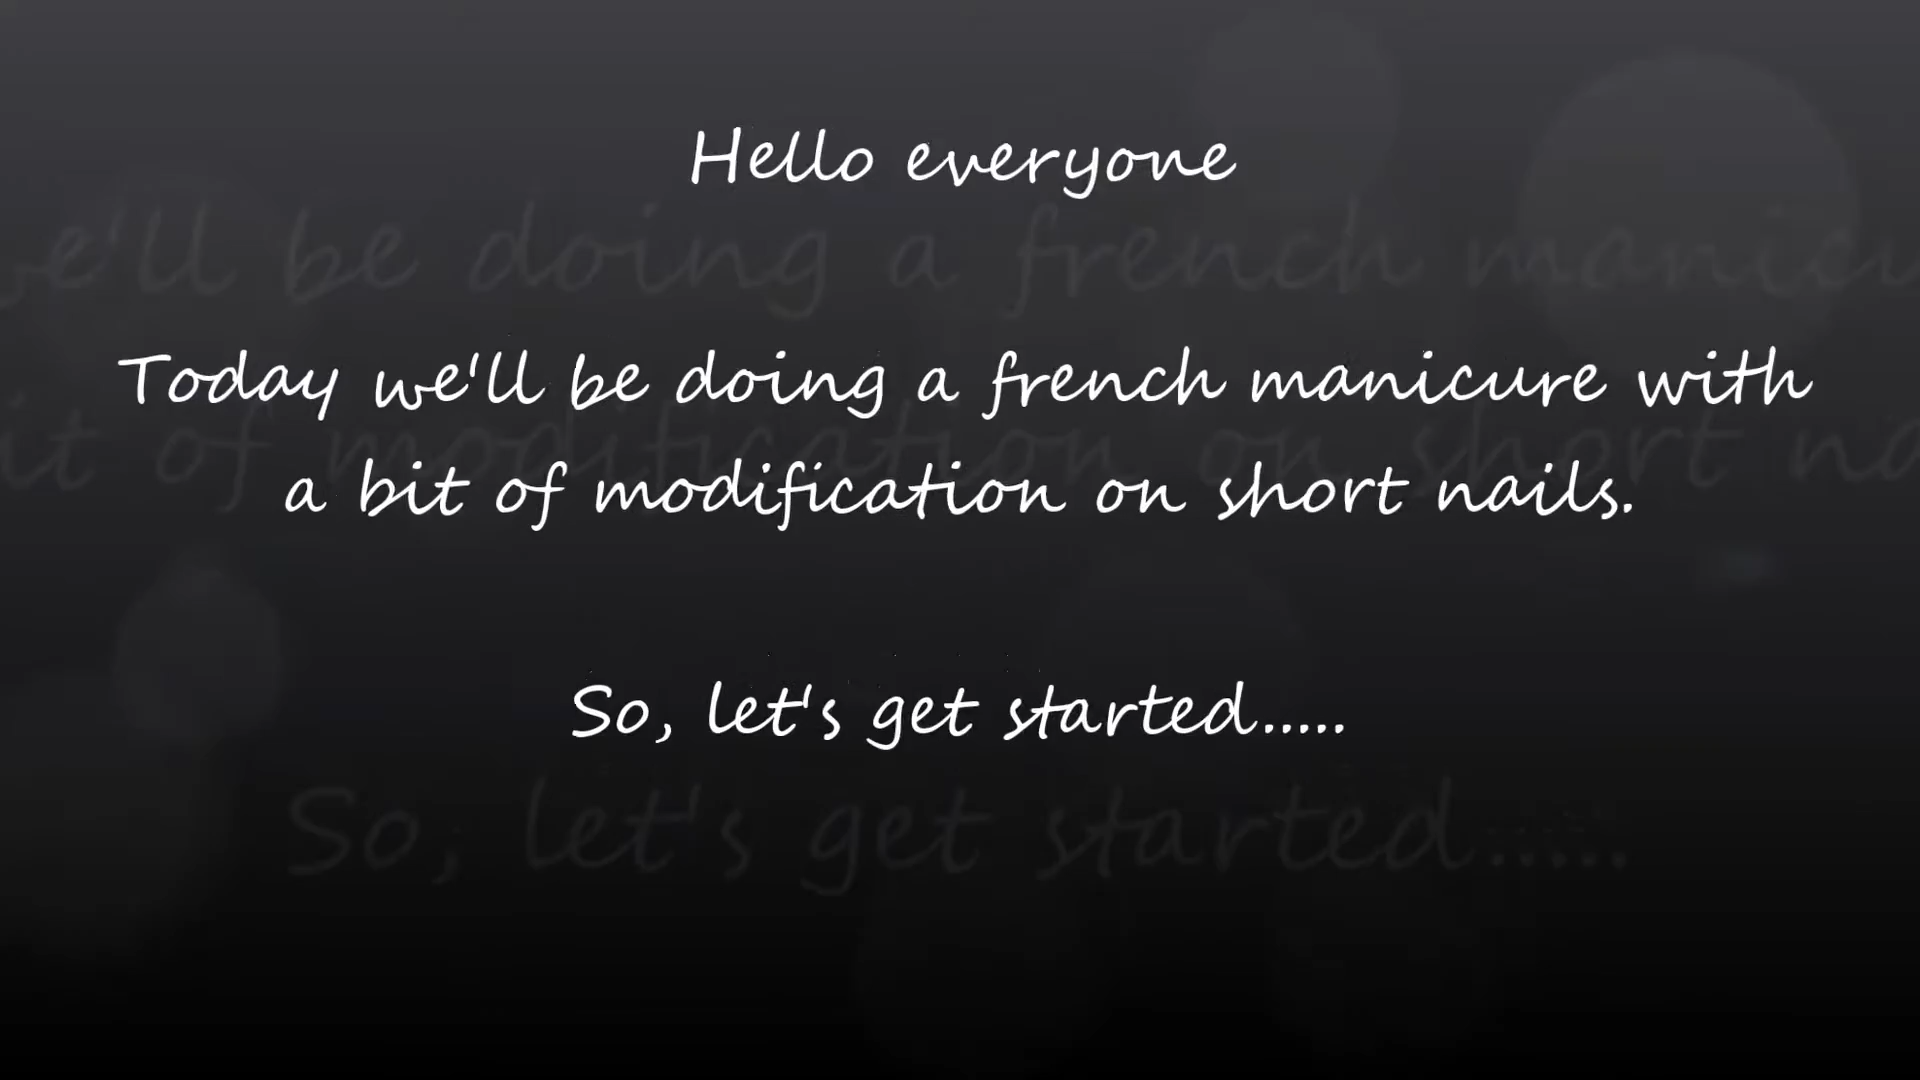 Hello everyone
Today we'll be doing a french manicure with
a bit of modification on short nails.
So, let's get started.....